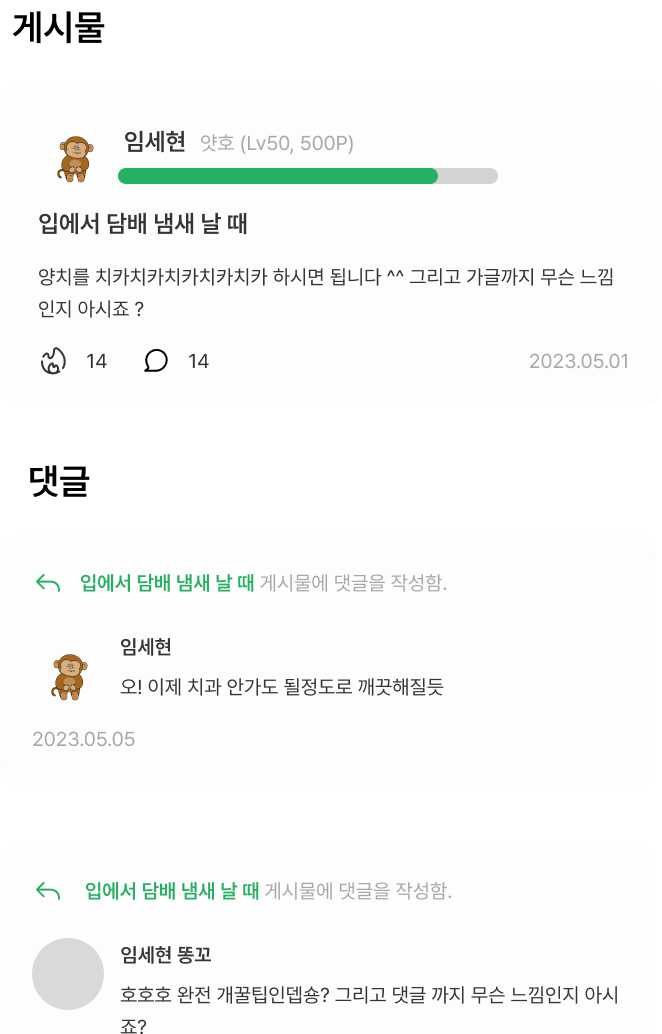 게시물
임세현 얏호 (Lv50, 500P)
입에서 담배 냄새 날 때
양치를 치카치카치카치카치카 하시면 됩니다 ^^ 그리고 가글까지 무슨 느낌
인지 아시죠 ?
14 14 2023.05.01
댓글
입에서 담배 냄새 날 때 게시물에 댓글을 작성함.
임세현
오! 이제 치과 안가도 될정도로 깨끗해질듯
2023.05.05
입에서 담배 냄새 날 때 게시물에 댓글을 작성함.
임세현 똥꼬
호호호 완전 개꿀팁인뎁숑? 그리고 댓글 까지 무슨 느낌인지 아시
죠?